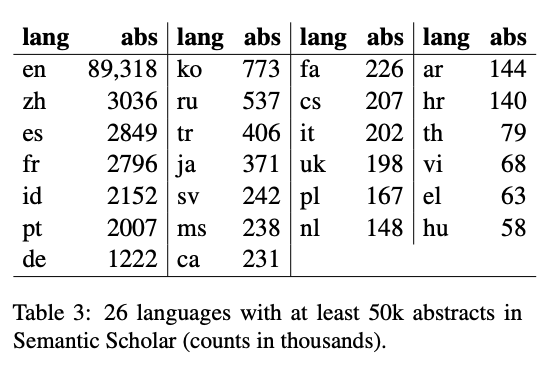 lang abs lang abs lang abs lang abs
en 89,318 ko 773 fa 226 ar 144
zh 3036 ru 537 cs 207 hr 140
es 2849 tr 406 it 202 th 79
fr 2796 ja 371 uk 198 vi 68
id 2152 sv 242 pl 167 el 63
pt 2007 ms 238 nl 148 hu 58
de 1222 ca 231
Table 3: 26 languages with at least 50k abstracts in
Semantic Scholar (counts in thousands).